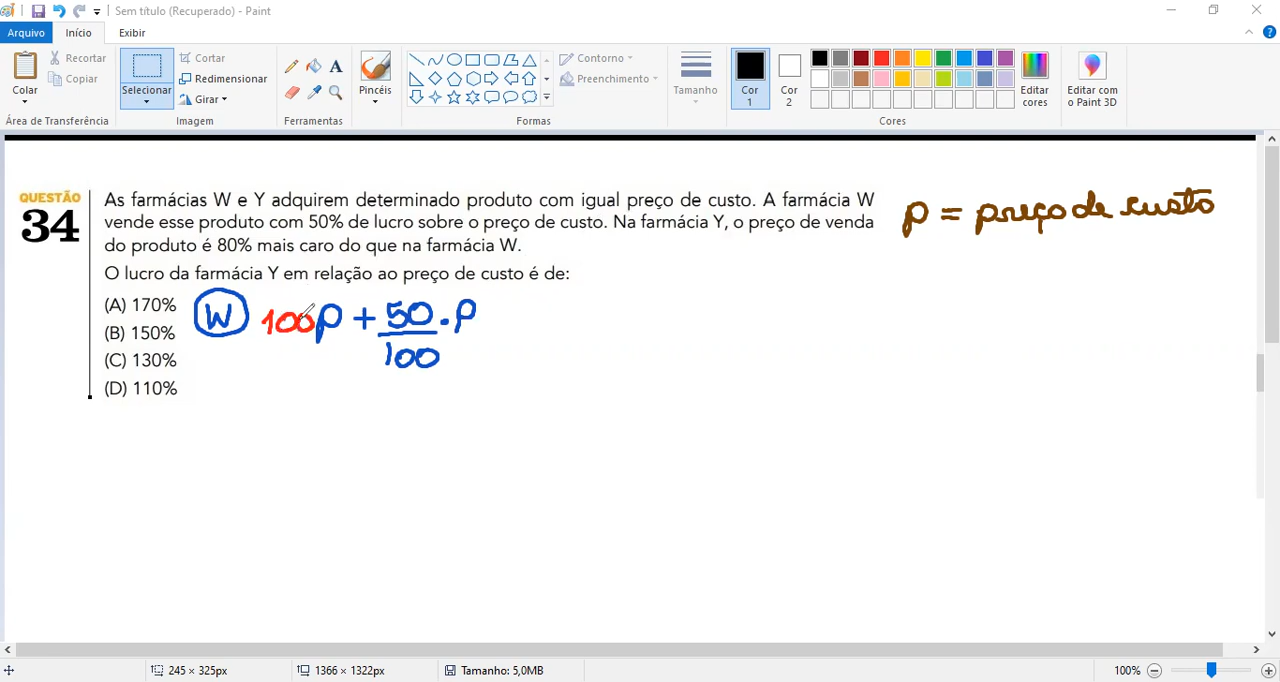 Sem título (Recuperado) - Paint
Arquivo Início Exibir
Colar
Recortar
Copiar
Área de Transferência
Selecionar
Cortar
Redimensionar
Girar
Imagem
A
Ferramentas
Pincéis
Contorno
Preenchimento
Formas
Tamanho
Cor 1
Cor 2
Editar cores
Cores
Editar com o Paint 3D
QUESTÃO
34
As farmácias W e Y adquirem determinado produto com igual preço de custo. A farmácia W
vende esse produto com 50% de lucro sobre o preço de custo. Na farmácia Y, o preço de venda
do produto é 80% mais caro do que na farmácia W.
O lucro da farmácia Y em relação ao preço de custo é de:
(A) 170%
(B) 150%
(C) 130%
(D) 110%
p = preço de custo
W 100p + 50/100 . p
245 × 325px
1366 × 1322px
Tamanho: 5,0MB
100%